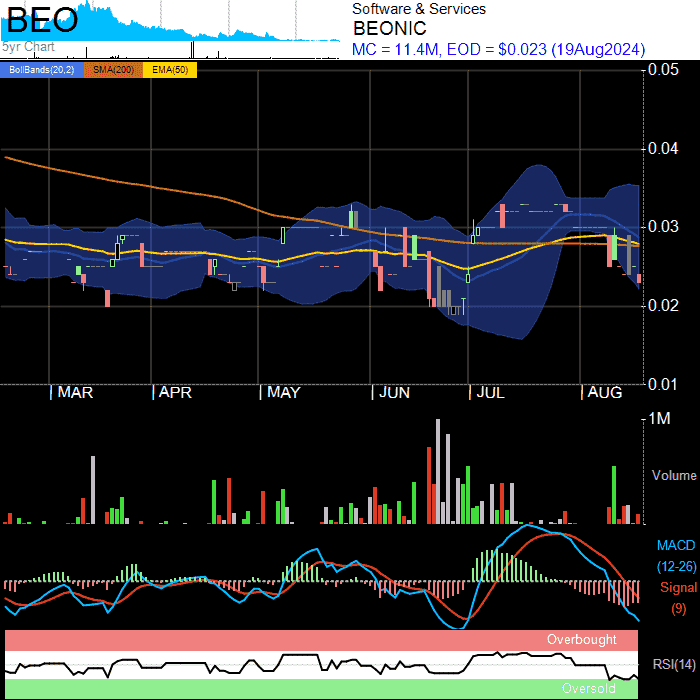 BEO
5yr Chart
Software & Services
BEONIC
MC = 11.4M, EOD = $0.023 (19Aug2024)
BollBands(20,2) SMA(200) EMA(50)
0.05
0.04
0.03
0.02
0.01
MAR APR MAY JUN JUL AUG
1M
Volume
MACD
(12-26)
Signal
(9)
Overbought
RSI(14)
Oversold